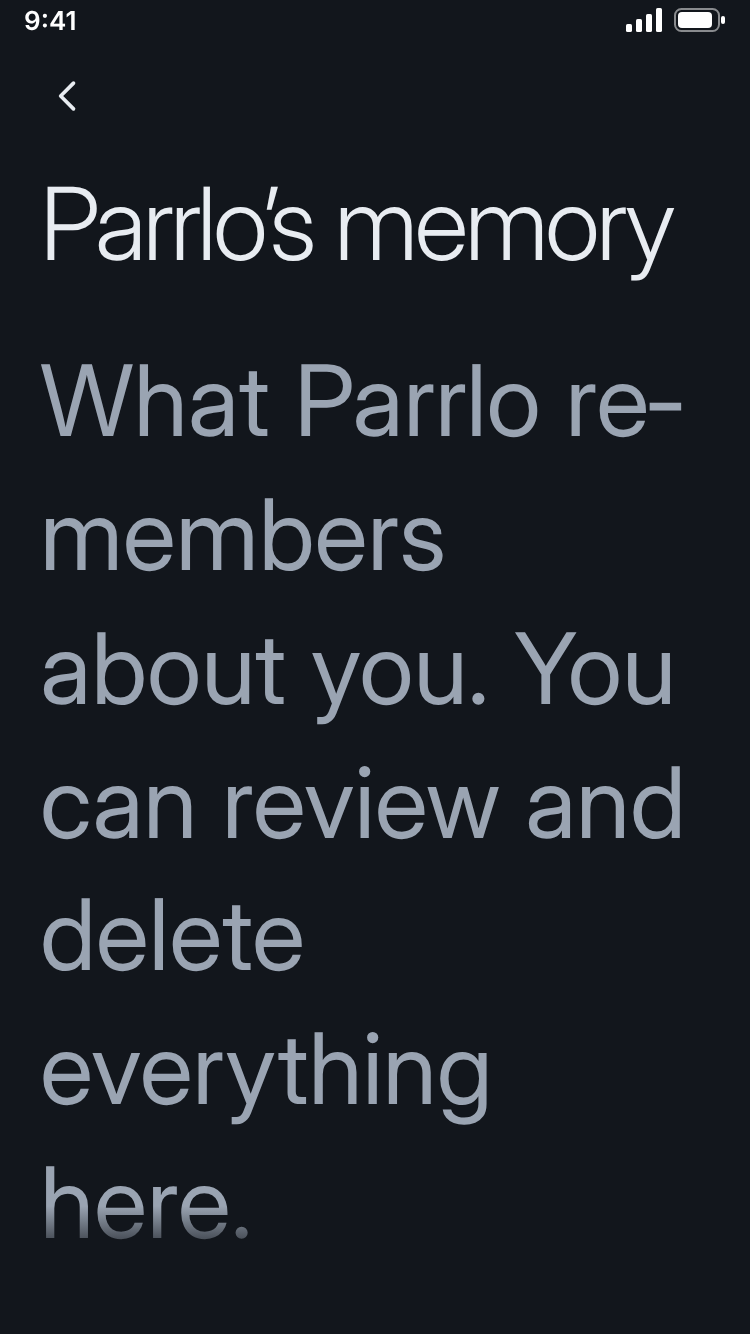 9:41
Parrlo’s memory
What Parrlo re-
members
about you. You
can review and
delete
everything
here.